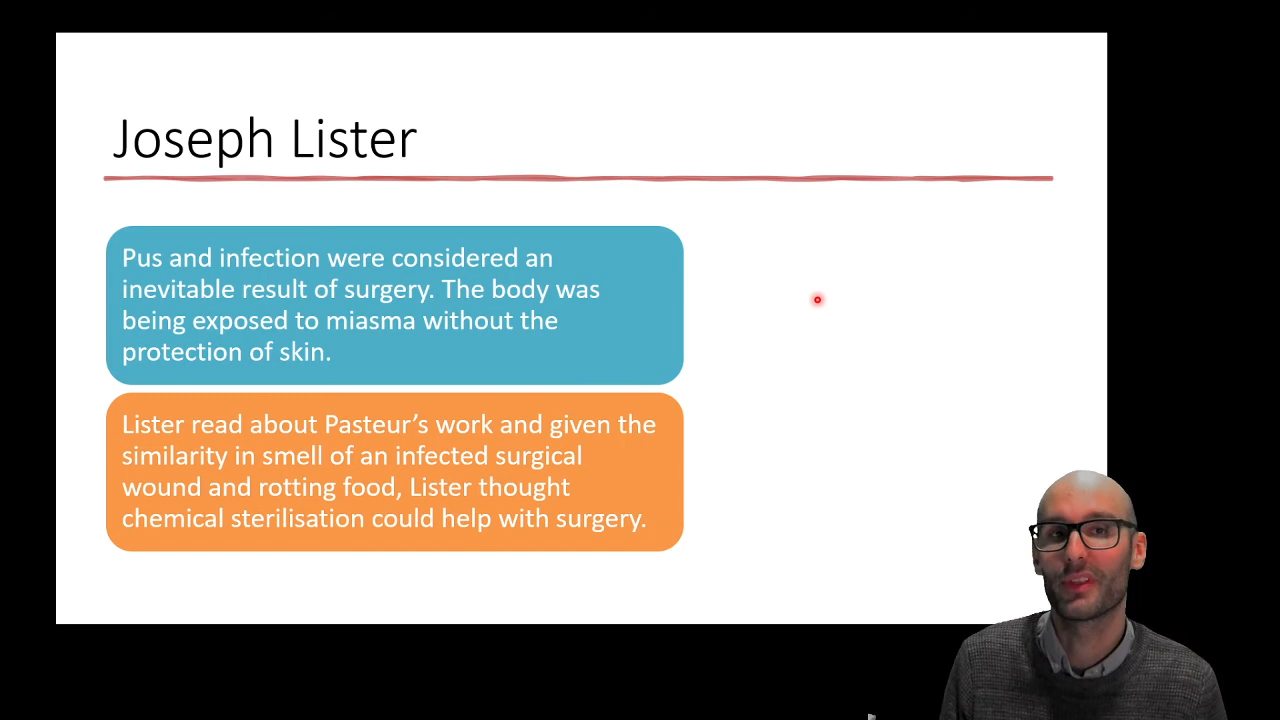 Joseph Lister
Pus and infection were considered an
inevitable result of surgery. The body was
being exposed to miasma without the
protection of skin.
Lister read about Pasteur’s work and given the
similarity in smell of an infected surgical
wound and rotting food, Lister thought
chemical sterilisation could help with surgery.